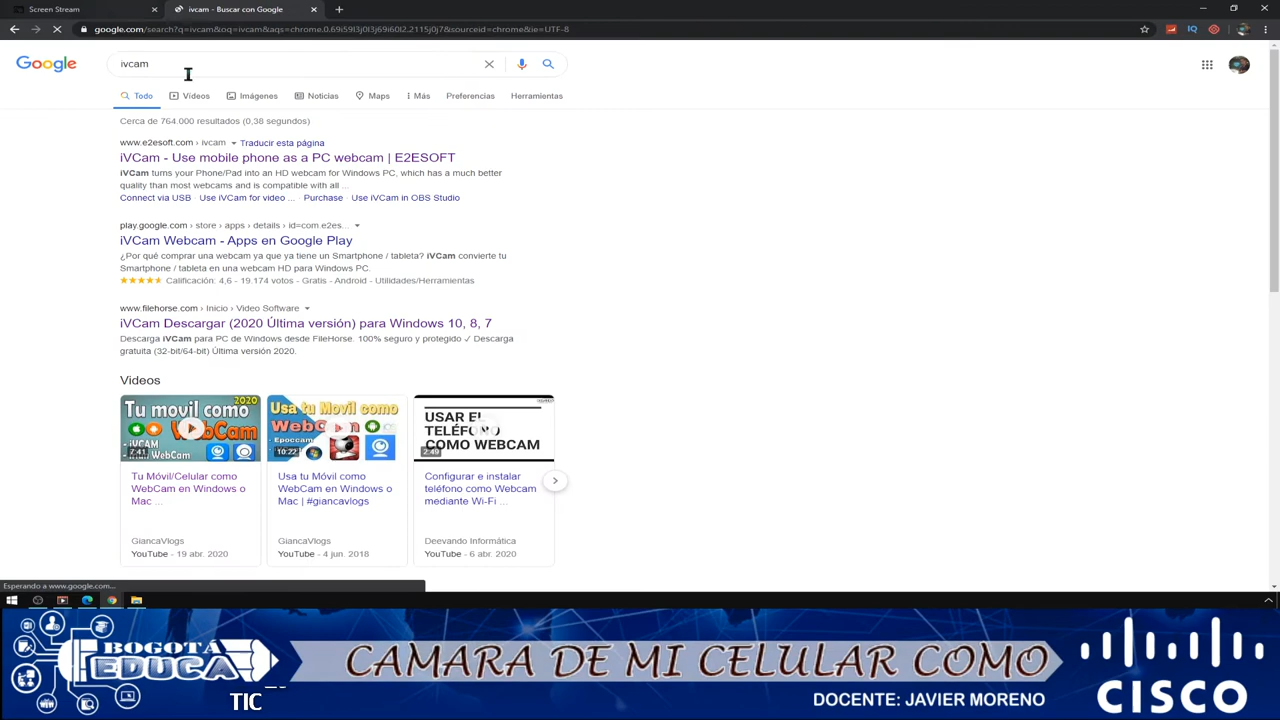 Screen Stream
ivcam - Buscar con Google
google.com/search?q=ivcam&oq=ivcam&aqs=chrome.0.69i59l3j0l3j69i60l2.2115j0j7&sourceid=chrome&ie=UTF-8
IQ
Google
ivcam
Todo
Vídeos
Imágenes
Noticias
Maps
Más
Preferencias
Herramientas
Cerca de 764.000 resultados (0,38 segundos)
www.e2esoft.com › ivcam
Traducir esta página
iVCam - Use mobile phone as a PC webcam | E2ESOFT
iVCam turns your Phone/Pad into an HD webcam for Windows PC, which has a much better
quality than most webcams and is compatible with all ...
Connect via USB · Use iVCam for video ... · Purchase · Use iVCam in OBS Studio
play.google.com › store › apps › details › id=com.e2es...
iVCam Webcam - Apps en Google Play
¿Por qué comprar una webcam ya que ya tiene un Smartphone / tableta? iVCam convierte tu
Smartphone / tableta en una webcam HD para Windows PC.
Calificación: 4,6 - 19.174 votos - Gratis - Android - Utilidades/Herramientas
www.filehorse.com › Inicio › Video Software
iVCam Descargar (2020 Última versión) para Windows 10, 8, 7
Descarga iVCam para PC de Windows desde FileHorse. 100% seguro y protegido ✓ Descarga
gratuita (32-bit/64-bit) Última versión 2020.
Videos
Tu movil como 2020
WebCam
- iVCAM
WebCam
7:41
Usa tu Movil como
WebCam
- Epoccam
10:22
USAR EL
TELÉFONO
COMO WEBCAM
2:49
Tu Móvil/Celular como
WebCam en Windows o
Mac ...
GiancaVlogs
YouTube - 19 abr. 2020
Usa tu Móvil como
WebCam en Windows o
Mac | #giancavlogs
GiancaVlogs
YouTube - 4 jun. 2018
Configurar e instalar
teléfono como Webcam
mediante Wi-Fi ...
Deevando Informática
YouTube - 6 abr. 2020
Esperando a www.google.com...
BOGOTÁ
EDUCA
TIC
CAMARA DE MI CELULAR COMO
DOCENTE: JAVIER MORENO
CISCO